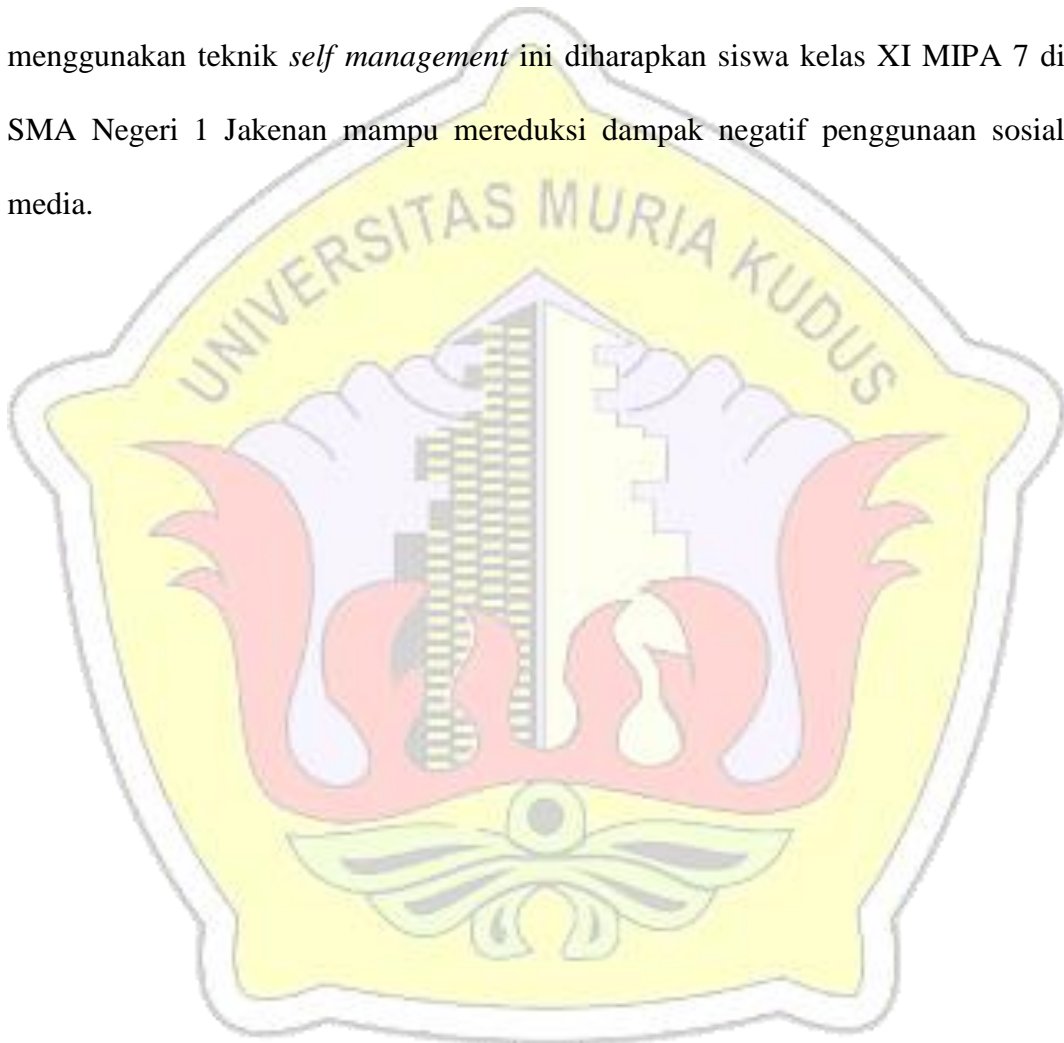 menggunakan teknik self management ini diharapkan siswa kelas XI MIPA 7 di
SMA Negeri 1 Jakenan mampu mereduksi dampak negatif penggunaan sosial
media.
UNIVERSITAS MURIA KUDUS